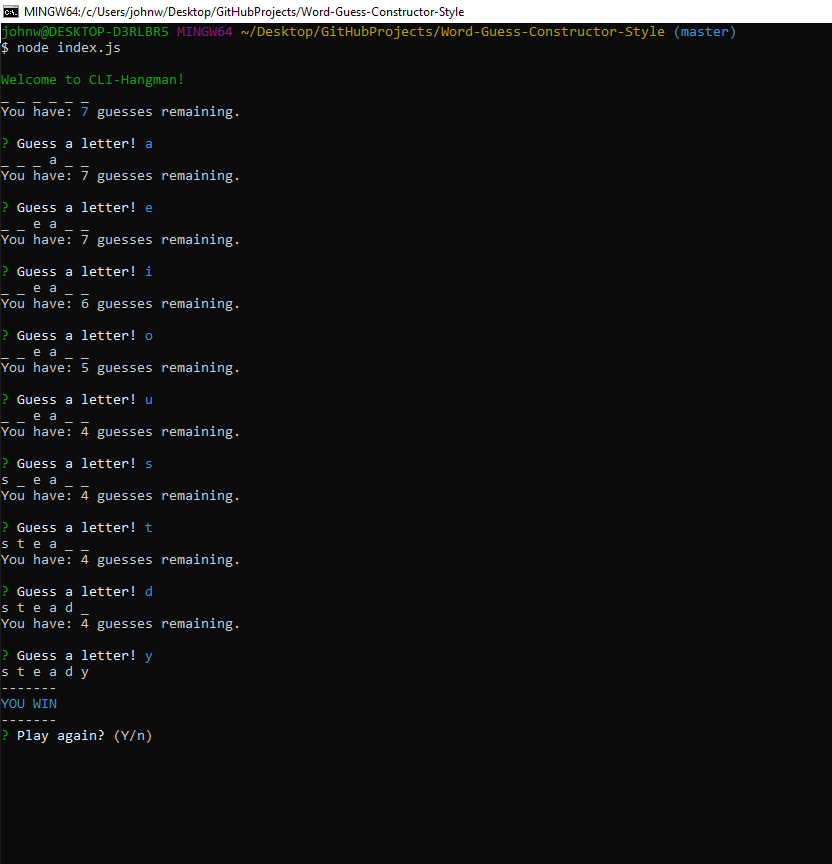 MINGW64:/c/Users/johnw/Desktop/GitHubProjects/Word-Guess-Constructor-Style
johnw@DESKTOP-D3RLBR5 MINGW64 ~/Desktop/GitHubProjects/Word-Guess-Constructor-Style (master)
$ node index.js
Welcome to CLI-Hangman!
_ _ _ _ _ _
You have: 7 guesses remaining.
? Guess a letter! a
_ _ _ a _ _
You have: 7 guesses remaining.
? Guess a letter! e
_ _ e a _ _
You have: 7 guesses remaining.
? Guess a letter! i
_ _ e a _ _
You have: 6 guesses remaining.
? Guess a letter! o
_ _ e a _ _
You have: 5 guesses remaining.
? Guess a letter! u
_ _ e a _ _
You have: 4 guesses remaining.
? Guess a letter! s
s _ e a _ _
You have: 4 guesses remaining.
? Guess a letter! t
s t e a _ _
You have: 4 guesses remaining.
? Guess a letter! d
s t e a d _
You have: 4 guesses remaining.
? Guess a letter! y
s t e a d y
-------
YOU WIN
-------
? Play again? (Y/n)